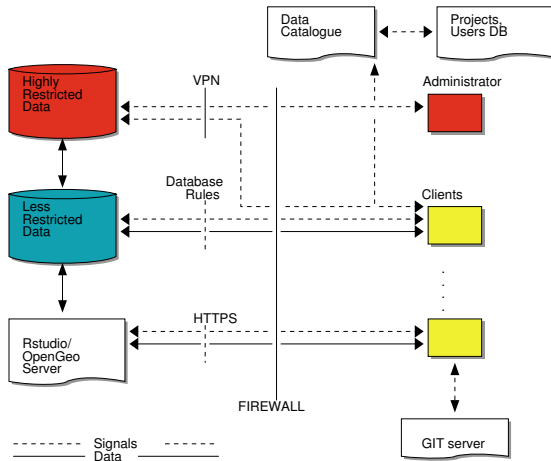 Data
Catalogue
Projects,
Users DB
Highly
Restricted
Data
VPN
Administrator
Database
Rules
Clients
Less
Restricted
Data
HTTPS
Rstudio/
OpenGeo
Server
FIREWALL
GIT server
Signals
Data